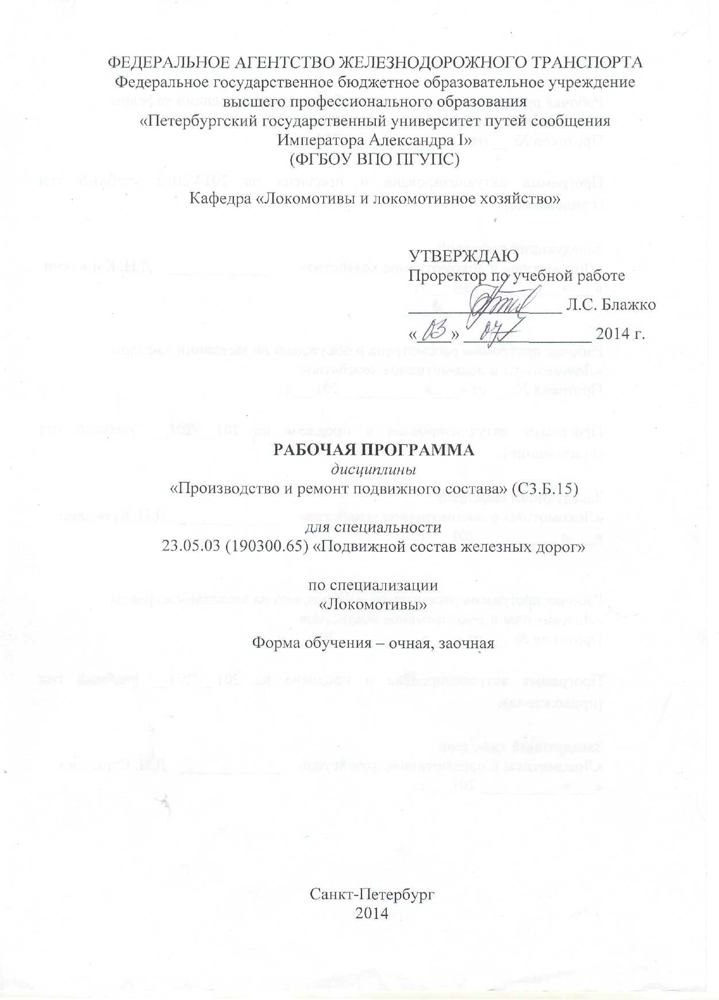 ФЕДЕРАЛЬНОЕ АГЕНТСТВО ЖЕЛЕЗНОДОРОЖНОГО ТРАНСПОРТА
Федеральное государственное бюджетное образовательное учреждение
высшего профессионального образования
«Петербургский государственный университет путей сообщения
Императора Александра I»
(ФГБОУ ВПО ПГУПС)
Кафедра «Локомотивы и локомотивное хозяйство»
УТВЕРЖДАЮ
Проректор по учебной работе
Л.С. Блажко
«03» 07 2014 г.
РАБОЧАЯ ПРОГРАММА
дисциплины
«Производство и ремонт подвижного состава» (С3.Б.15)
для специальности
23.05.03 (190300.65) «Подвижной состав железных дорог»
по специализации
«Локомотивы»
Форма обучения – очная, заочная
Санкт-Петербург
2014